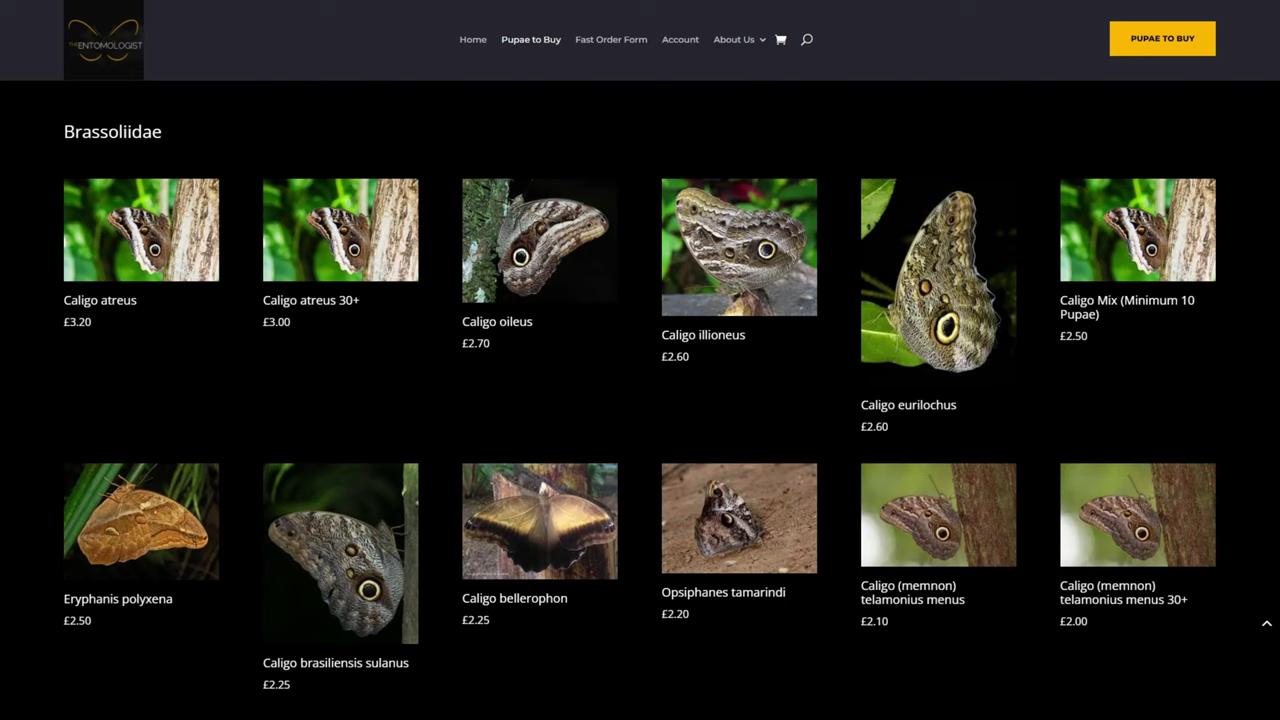 THE ENTOMOLOGIST
Home
Pupae to Buy
Fast Order Form
Account
About Us
PUPAE TO BUY
Brassoliidae
Caligo atreus
£3.20
Caligo atreus 30+
£3.00
Caligo oileus
£2.70
Caligo illioneus
£2.60
Caligo eurilochus
£2.60
Caligo Mix (Minimum 10
Pupae)
£2.50
Eryphanis polyxena
£2.50
Caligo brasiliensis sulanus
£2.25
Caligo bellerophon
£2.25
Opsiphanes tamarindi
£2.20
Caligo (memnon)
telamonius menus
£2.10
Caligo (memnon)
telamonius menus 30+
£2.00